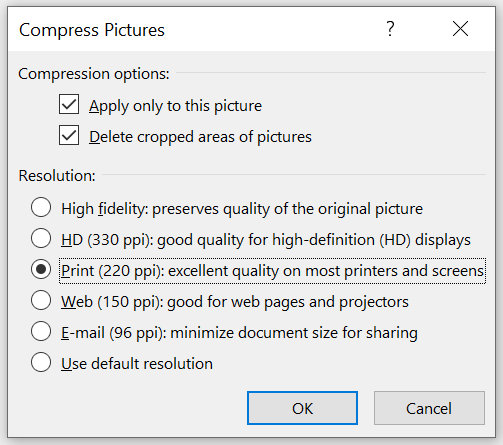 Compress Pictures ?
Compression options:
Apply only to this picture
Delete cropped areas of pictures
Resolution:
High fidelity: preserves quality of the original picture
HD (330 ppi): good quality for high-definition (HD) displays
Print (220 ppi): excellent quality on most printers and screens
Web (150 ppi): good for web pages and projectors
E-mail (96 ppi): minimize document size for sharing
Use default resolution
OK Cancel